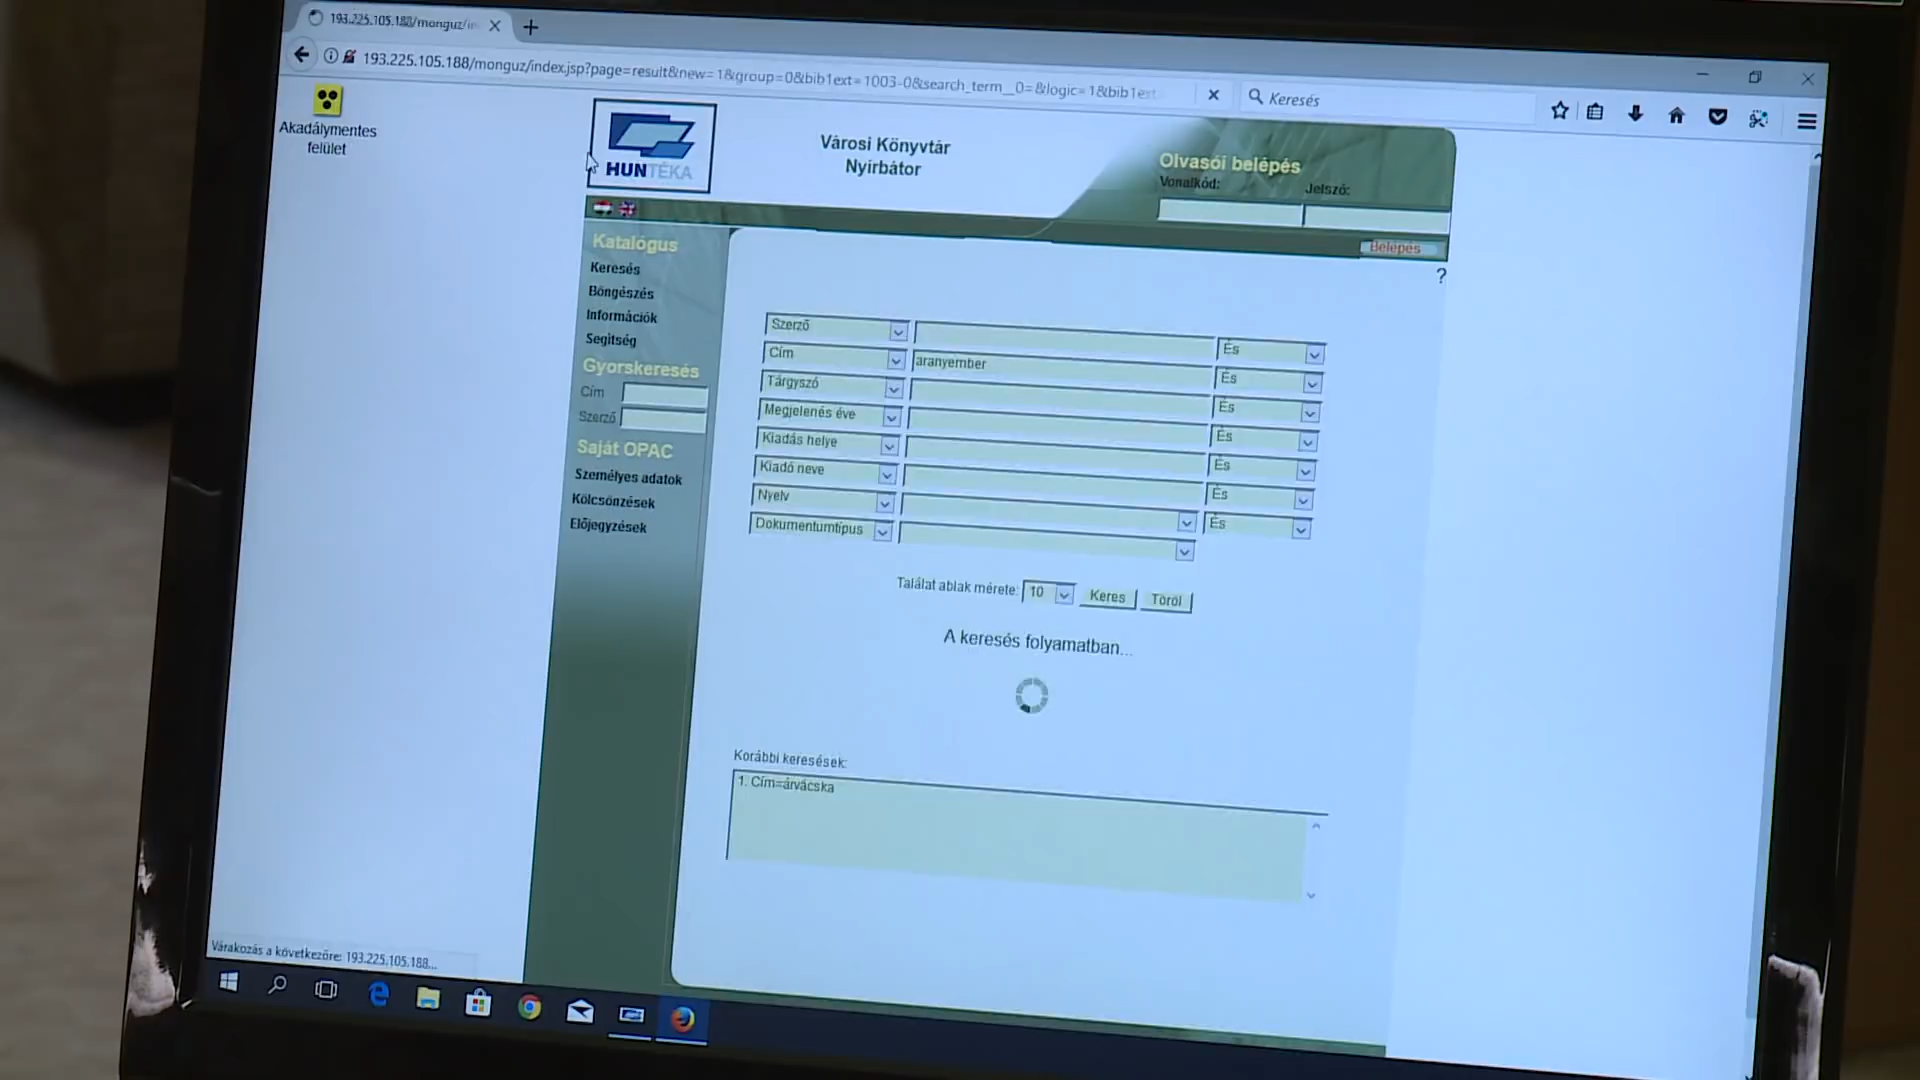 193.225.105.188/monguz/in
193.225.105.188/monguz/index.jsp?page=result&new=1&group=0&bib1ext=1003-0&search_term__0=&logic=1&bib1ext
Keresés
Akadálymentes
felület
HUNTÉKA
Városi Könyvtár
Nyírbátor
Olvasói belépés
Vonalkód:
Jelszó:
Belépés
?
Katalógus
Keresés
Böngészés
Információk
Segítség
Gyorskeresés
Cím
Szerző
Saját OPAC
Személyes adatok
Kölcsönzések
Előjegyzések
Szerző
És
Cím
aranyember
És
Tárgyszó
És
Megjelenés éve
És
Kiadás helye
És
Kiadó neve
És
Nyelv
És
Dokumentumtípus
Találat ablak mérete: 10 Keres Töröl
A keresés folyamatban...
Korábbi keresések:
1. Cím=árvácska
Várakozás a következőre: 193.225.105.188...